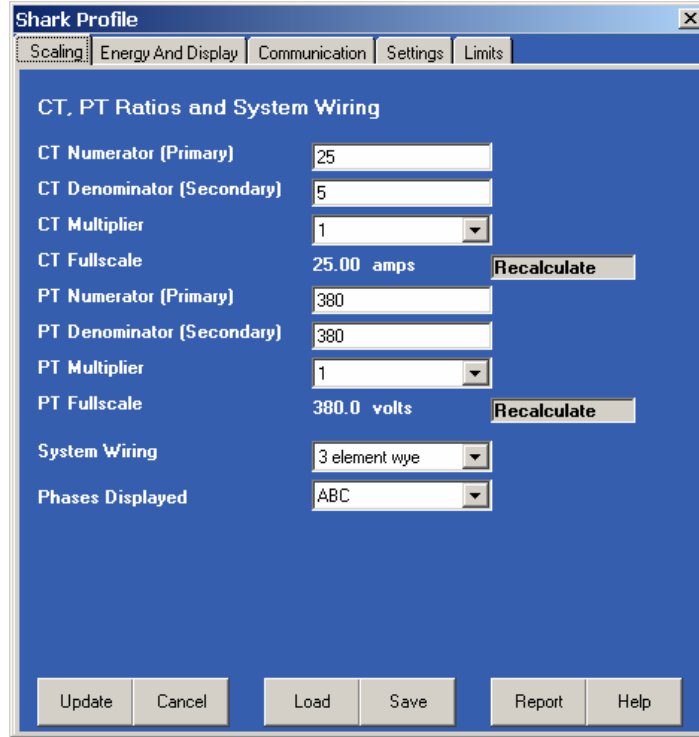 Shark Profile
Scaling Energy And Display Communication Settings Limits
CT, PT Ratios and System Wiring
CT Numerator (Primary) 25
CT Denominator (Secondary) 5
CT Multiplier 1
CT Fullscale 25.00 amps Recalculate
PT Numerator (Primary) 380
PT Denominator (Secondary) 380
PT Multiplier 1
PT Fullscale 380.0 volts Recalculate
System Wiring 3 element wye
Phases Displayed ABC
Update Cancel Load Save Report Help